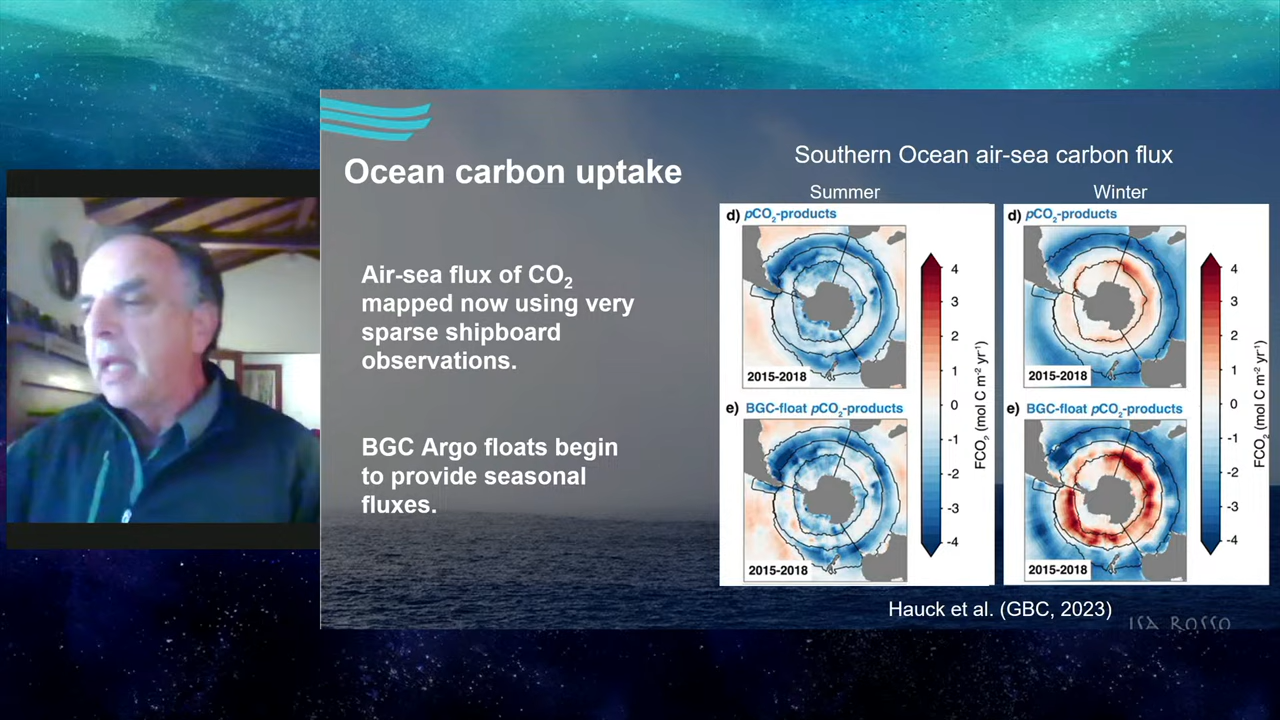 Ocean carbon uptake
Air-sea flux of CO₂
mapped now using very
sparse shipboard
observations.
BGC Argo floats begin
to provide seasonal
fluxes.
Southern Ocean air-sea carbon flux
Summer
d) pCO₂-products
2015-2018
4
3
2
1
0
-1
-2
-3
-4
FCO₂ (mol C m⁻² yr⁻¹)
e) BGC-float pCO₂-products
2015-2018
Winter
d) pCO₂-products
2015-2018
4
3
2
1
0
-1
-2
-3
-4
FCO₂ (mol C m⁻² yr⁻¹)
e) BGC-float pCO₂-products
2015-2018
Hauck et al. (GBC, 2023)
ISA ROSSO